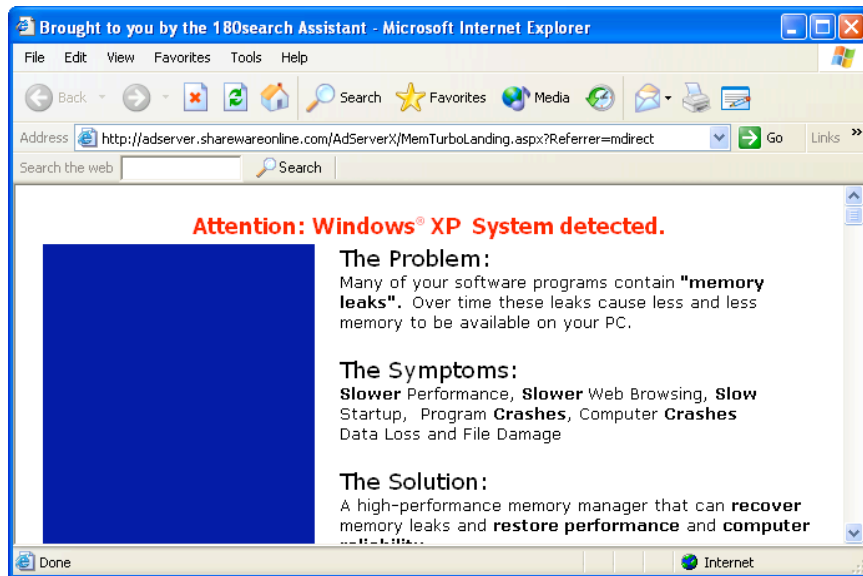 Brought to you by the 180search Assistant - Microsoft Internet Explorer
File Edit View Favorites Tools Help
Back Search Favorites Media
Address http://adserver.sharewareonline.com/AdServerX/MemTurboLanding.aspx?Referrer=mdirect Go Links »
Search the web Search
Attention: Windows® XP System detected.
The Problem:
Many of your software programs contain "memory
leaks". Over time these leaks cause less and less
memory to be available on your PC.
The Symptoms:
Slower Performance, Slower Web Browsing, Slow
Startup, Program Crashes, Computer Crashes
Data Loss and File Damage
The Solution:
A high-performance memory manager that can recover
memory leaks and restore performance and computer
Done Internet